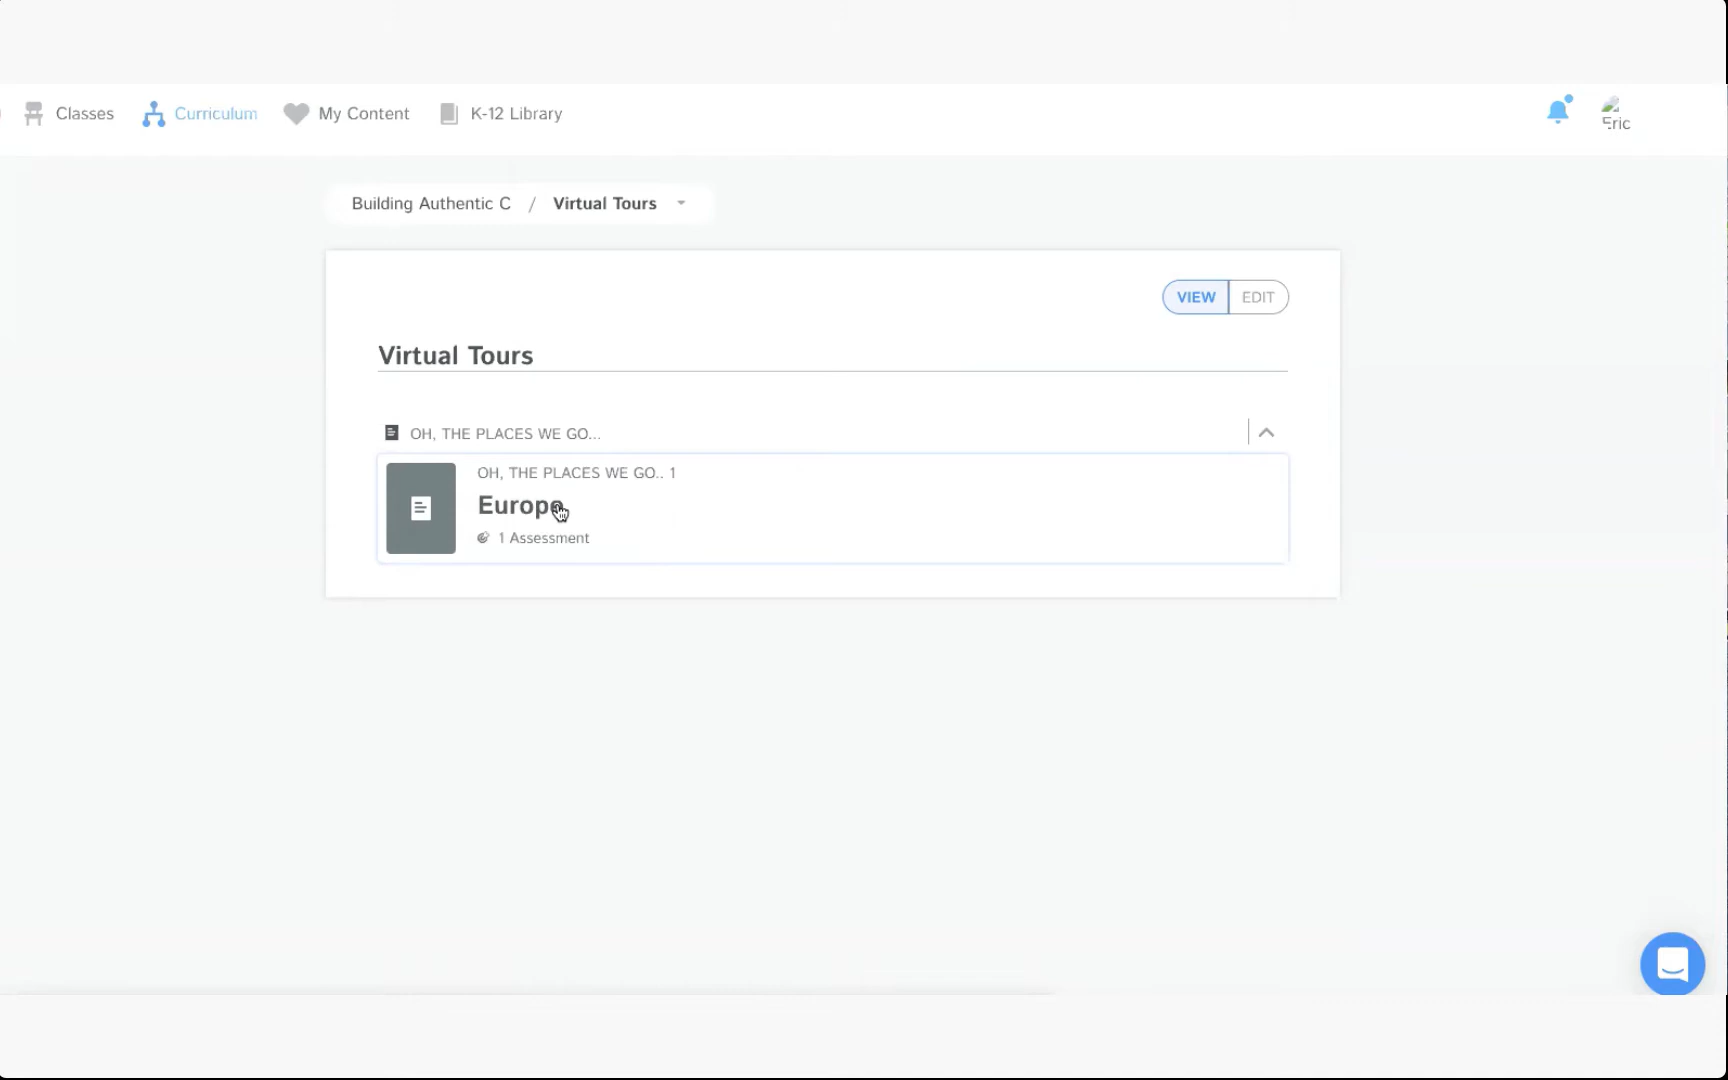 Classes Curriculum My Content K-12 Library Eric
Building Authentic C / Virtual Tours
VIEW EDIT
Virtual Tours
OH, THE PLACES WE GO...
OH, THE PLACES WE GO.. 1
Europe
1 Assessment